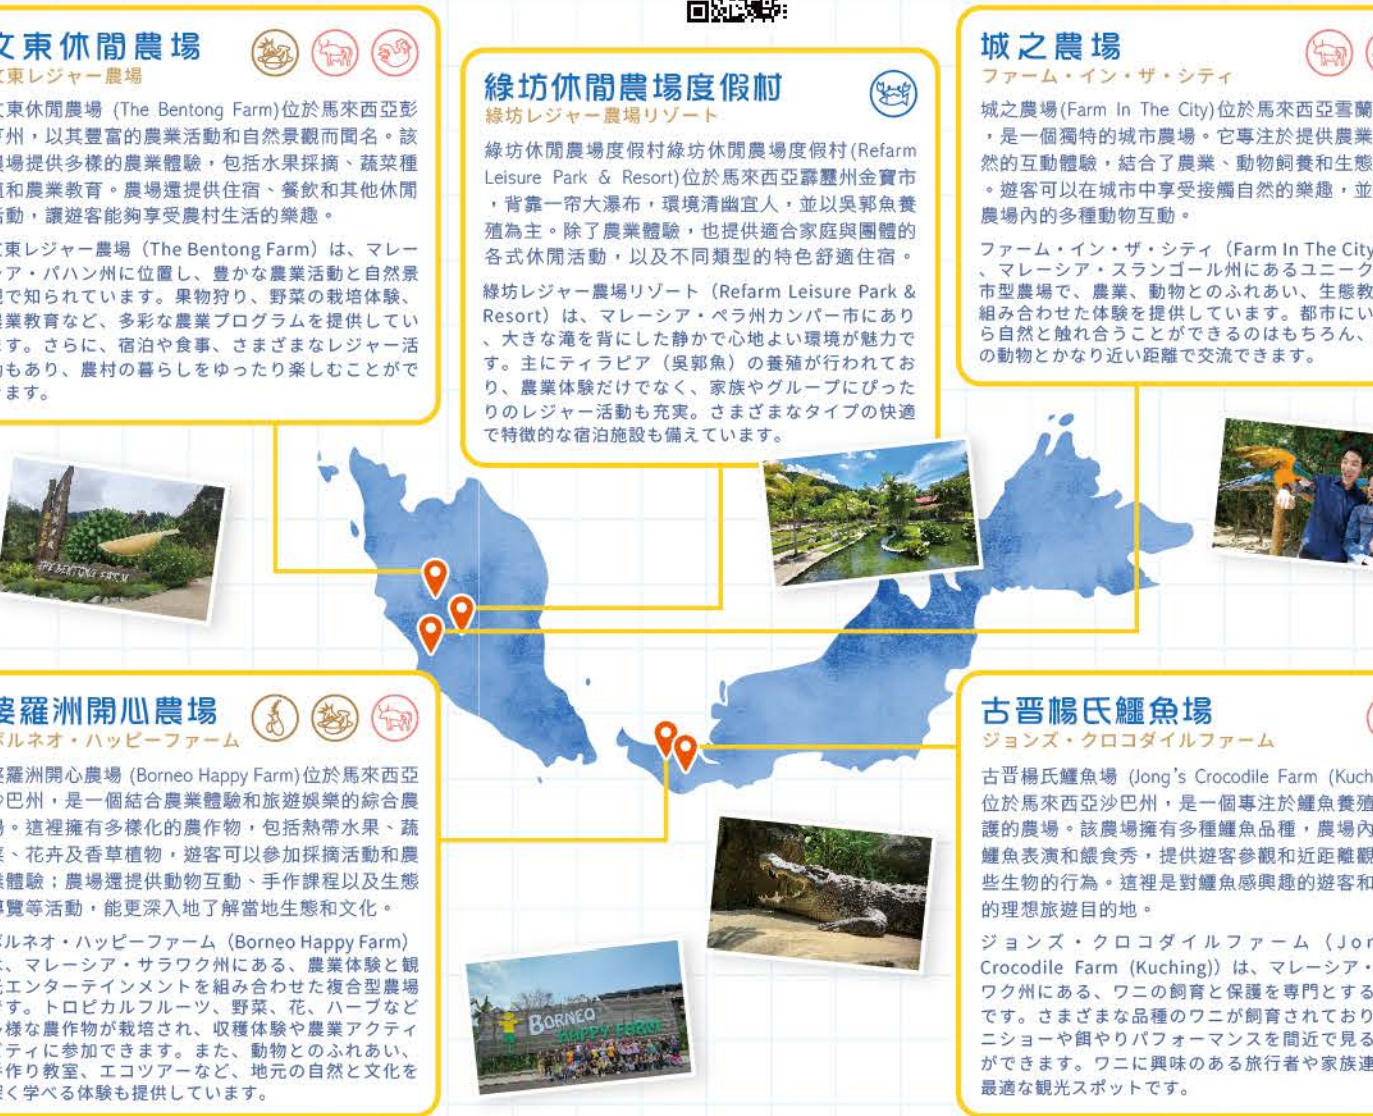 文東休閒農場
文東レジャー農場
文東休閒農場 (The Bentong Farm)位於馬來西亞彭
亨州，以其豐富的農業活動和自然景觀而聞名。該
農場提供多樣的農業體驗，包括水果採摘、蔬菜種
植和農業教育。農場還提供住宿、餐飲和其他休閒
活動，讓遊客能夠享受農村生活的樂趣。
文東レジャー農場（The Bentong Farm）は、マレー
シア・パハン州に位置し、豊かな農業活動と自然景
観で知られています。果物狩り、野菜の栽培体験、
農業教育など、多彩な農業プログラムを提供してい
ます。さらに、宿泊や食事、さまざまなレジャー活
動もあり、農村の暮らしをゆったり楽しむことがで
きます。
綠坊休閒農場度假村
綠坊レジャー農場リゾート
綠坊休閒農場度假村綠坊休閒農場度假村(Refarm
Leisure Park & Resort)位於馬來西亞霹靂州金寶市
，背靠一帘大瀑布，環境清幽宜人，並以吳郭魚養
殖為主。除了農業體驗，也提供適合家庭與團體的
各式休閒活動，以及不同類型的特色舒適住宿。
綠坊レジャー農場リゾート（Refarm Leisure Park &
Resort）は、マレーシア・ペラ州カンパー市にあり
、大きな滝を背にした静かで心地よい環境が魅力で
す。主にティラピア（吳郭魚）の養殖が行われてお
り、農業体験だけでなく、家族やグループにぴった
りのレジャー活動も充実。さまざまなタイプの快適
で特徴的な宿泊施設も備えています。
城之農場
ファーム・イン・ザ・シティ
城之農場(Farm In The City)位於馬來西亞雪蘭
，是一個獨特的城市農場。它專注於提供農業
然的互動體驗，結合了農業、動物飼養和生態
。遊客可以在城市中享受接觸自然的樂趣，並
農場內的多種動物互動。
ファーム・イン・ザ・シティ（Farm In The City
、マレーシア・スランゴール州にあるユニーク
市型農場で、農業、動物とのふれあい、生態教
組み合わせた体験を提供しています。都市にい
ら自然と触れ合うことができるのはもちろん、
の動物とかなり近い距離で交流できます。
THE BENTONG FARM
婆羅洲開心農場
ボルネオ・ハッピーファーム
婆羅洲開心農場 (Borneo Happy Farm)位於馬來西亞
沙巴州，是一個結合農業體驗和旅遊娛樂的綜合農
場。這裡擁有多樣化的農作物，包括熱帶水果、蔬
菜、花卉及香草植物，遊客可以參加採摘活動和農
業體驗；農場還提供動物互動、手作課程以及生態
導覽等活動，能更深入地了解當地生態和文化。
ボルネオ・ハッピーファーム（Borneo Happy Farm）
は、マレーシア・サラワク州にある、農業体験と観
光エンターテインメントを組み合わせた複合型農場
です。トロピカルフルーツ、野菜、花、ハーブなど
多様な農作物が栽培され、収穫体験や農業アクティ
ビティに参加できます。また、動物とのふれあい、
手作り教室、エコツアーなど、地元の自然と文化を
深く学べる体験も提供しています。
BORNEO
HAPPY FARM
古晋楊氏鱷魚場
ジョンズ・クロコダイルファーム
古晋楊氏鱷魚場 (Jong's Crocodile Farm (Kuch
位於馬來西亞沙巴州，是一個專注於鱷魚養殖
護的農場。該農場擁有多種鱷魚品種，農場內
鱷魚表演和餵食秀，提供遊客參觀和近距離觀
些生物的行為。這裡是對鱷魚感興趣的遊客和
的理想旅遊目的地。
ジョンズ・クロコダイルファーム（Jon
Crocodile Farm (Kuching)）は、マレーシア・
ワク州にある、ワニの飼育と保護を専門とする
です。さまざまな品種のワニが飼育されており
ニショーや餌やりパフォーマンスを間近で見る
ができます。ワニに興味のある旅行者や家族連
最適な観光スポットです。